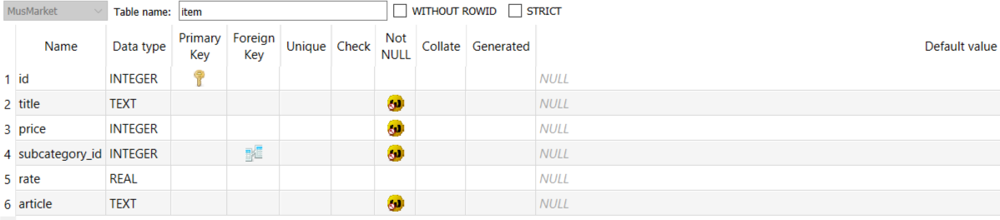 MusMarket Table name: item WITHOUT ROWID STRICT
Name Data type Primary Key Foreign Key Unique Check Not NULL Collate Generated Default value
1 id INTEGER NULL
2 title TEXT NULL
3 price INTEGER NULL
4 subcategory_id INTEGER NULL
5 rate REAL NULL
6 article TEXT NULL